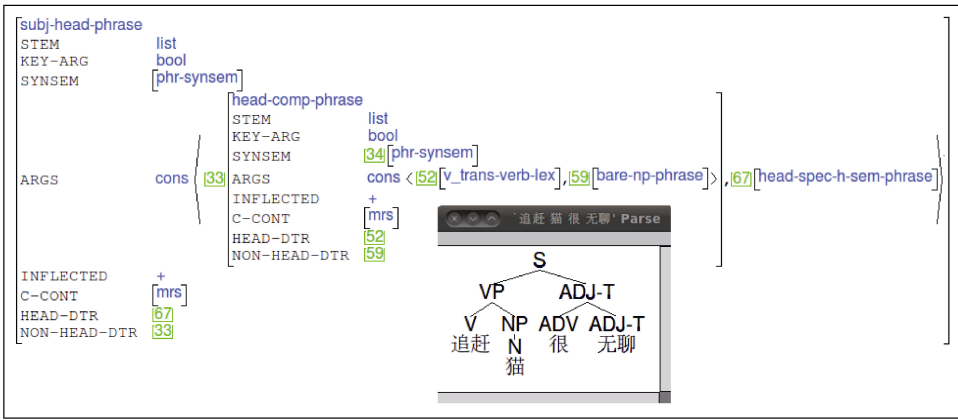 subj-head-phrase
STEM list
KEY-ARG bool
SYNSEM [phr-synsem]
head-comp-phrase
STEM list
KEY-ARG bool
SYNSEM 34 [phr-synsem]
ARGS cons 〈 33 ARGS cons < 52 [v_trans-verb-lex], 59 [bare-np-phrase] > , 67 [head-spec-h-sem-phrase] 〉
INFLECTED +
C-CONT [mrs]
HEAD-DTR 52
NON-HEAD-DTR 59
INFLECTED +
C-CONT [mrs]
HEAD-DTR 67
NON-HEAD-DTR 33
`追赶 猫 很 无聊' Parse
S
VP ADJ-T
V NP ADV ADJ-T
追赶 N 很 无聊
猫